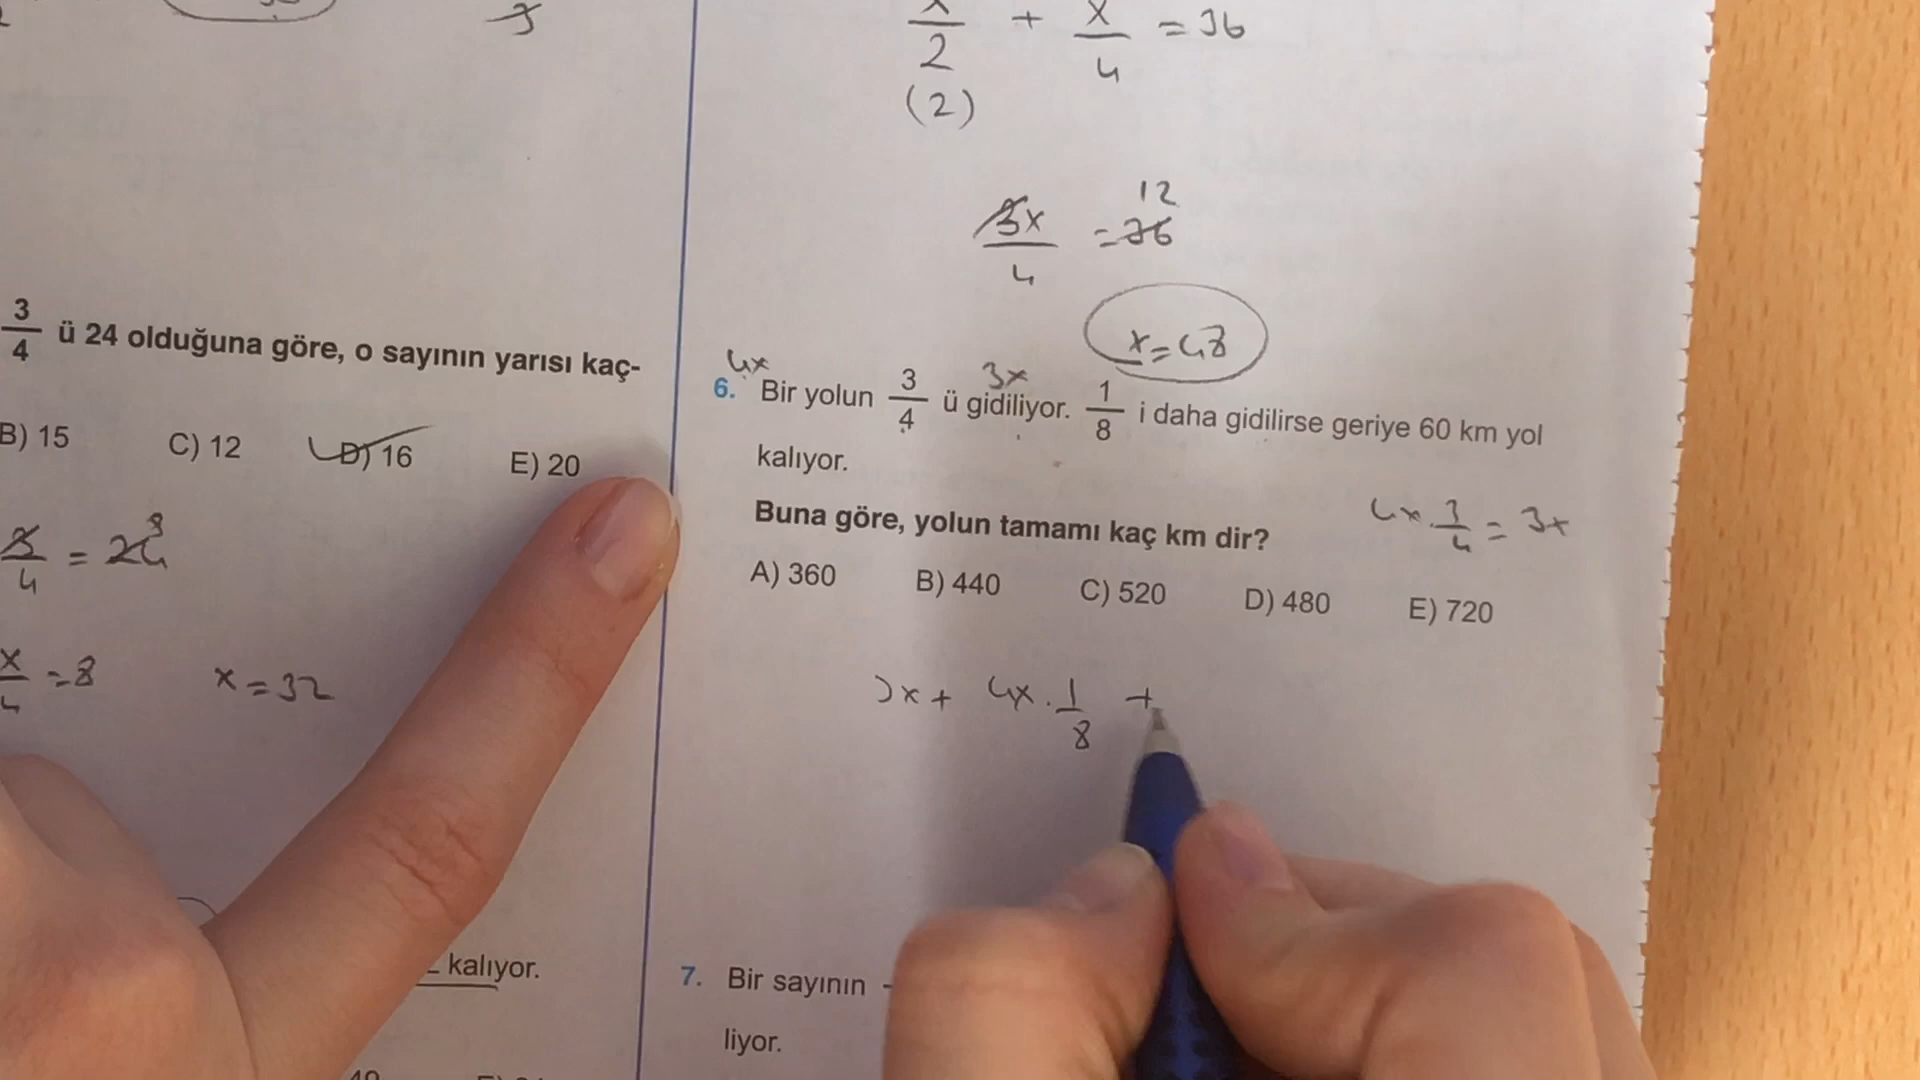 3/4 ü 24 olduğuna göre, o sayının yarısı kaç-
B) 15 C) 12 D) 16 E) 20
= 24 8
x/4 = 8 x = 32
kalıyor.
x/2 + x/4 = 36
(2)
12
3x/4 = 36
x = 48
4x 3x
6. Bir yolun 3/4 ü gidiliyor. 1/8 i daha gidilirse geriye 60 km yol
kalıyor.
4x . 3/4 = 3x
Buna göre, yolun tamamı kaç km dir?
A) 360 B) 440 C) 520 D) 480 E) 720
3x + 4x . 1/8 +
7. Bir sayının
liyor.